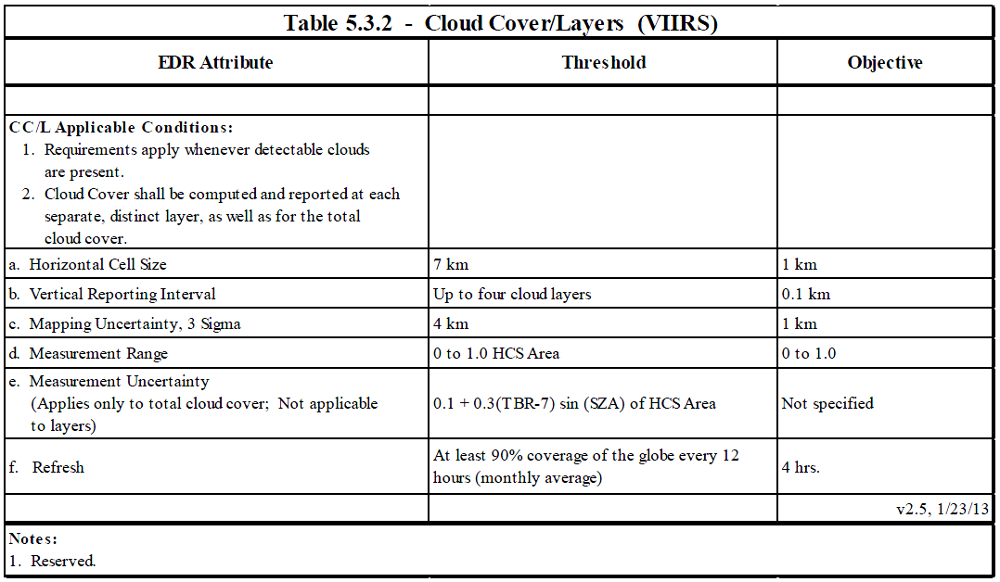 Table 5.3.2 - Cloud Cover/Layers (VIIRS)
EDR Attribute Threshold Objective
CC/L Applicable Conditions:
1. Requirements apply whenever detectable clouds
are present.
2. Cloud Cover shall be computed and reported at each
separate, distinct layer, as well as for the total
cloud cover.
a. Horizontal Cell Size 7 km 1 km
b. Vertical Reporting Interval Up to four cloud layers 0.1 km
c. Mapping Uncertainty, 3 Sigma 4 km 1 km
d. Measurement Range 0 to 1.0 HCS Area 0 to 1.0
e. Measurement Uncertainty
(Applies only to total cloud cover; Not applicable
to layers)
0.1 + 0.3(TBR-7) sin (SZA) of HCS Area
Not specified
f. Refresh
At least 90% coverage of the globe every 12
hours (monthly average)
4 hrs.
v2.5, 1/23/13
Notes:
1. Reserved.